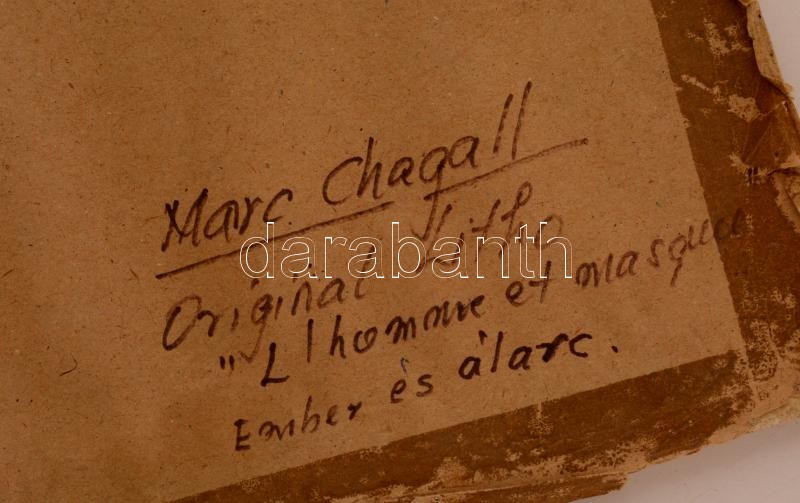 Marc Chagall
Original Litho
darabanth
„L'homme et masque"
Ember és álarc.